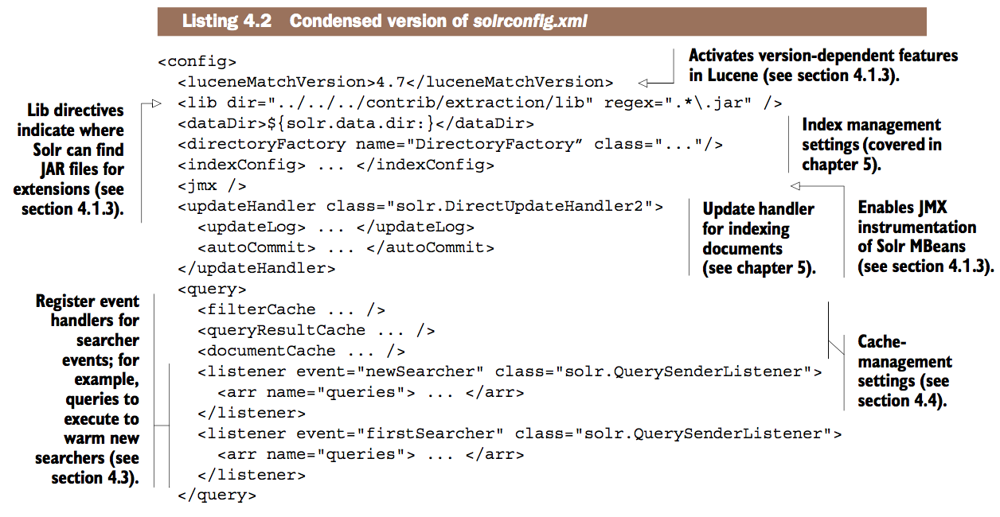 Listing 4.2 Condensed version of solrconfig.xml
<config>
<luceneMatchVersion>4.7</luceneMatchVersion>
Activates version-dependent features
in Lucene (see section 4.1.3).
<lib dir="../../../contrib/extraction/lib" regex=".*\.jar" />
Lib directives
indicate where
Solr can find
JAR files for
extensions (see
section 4.1.3).
<dataDir>${solr.data.dir:}</dataDir>
<directoryFactory name="DirectoryFactory” class="..."/>
<indexConfig> ... </indexConfig>
Index management
settings (covered in
chapter 5).
<jmx />
Enables JMX
instrumentation
of Solr MBeans
(see section 4.1.3).
<updateHandler class="solr.DirectUpdateHandler2">
<updateLog> ... </updateLog>
<autoCommit> ... </autoCommit>
</updateHandler>
Update handler
for indexing
documents
(see chapter 5).
<query>
<filterCache ... />
<queryResultCache ... />
<documentCache ... />
Cache-
management
settings (see
section 4.4).
<listener event="newSearcher" class="solr.QuerySenderListener">
<arr name="queries"> ... </arr>
</listener>
<listener event="firstSearcher" class="solr.QuerySenderListener">
<arr name="queries"> ... </arr>
</listener>
Register event
handlers for
searcher
events; for
example,
queries to
execute to
warm new
searchers (see
section 4.3).
</query>